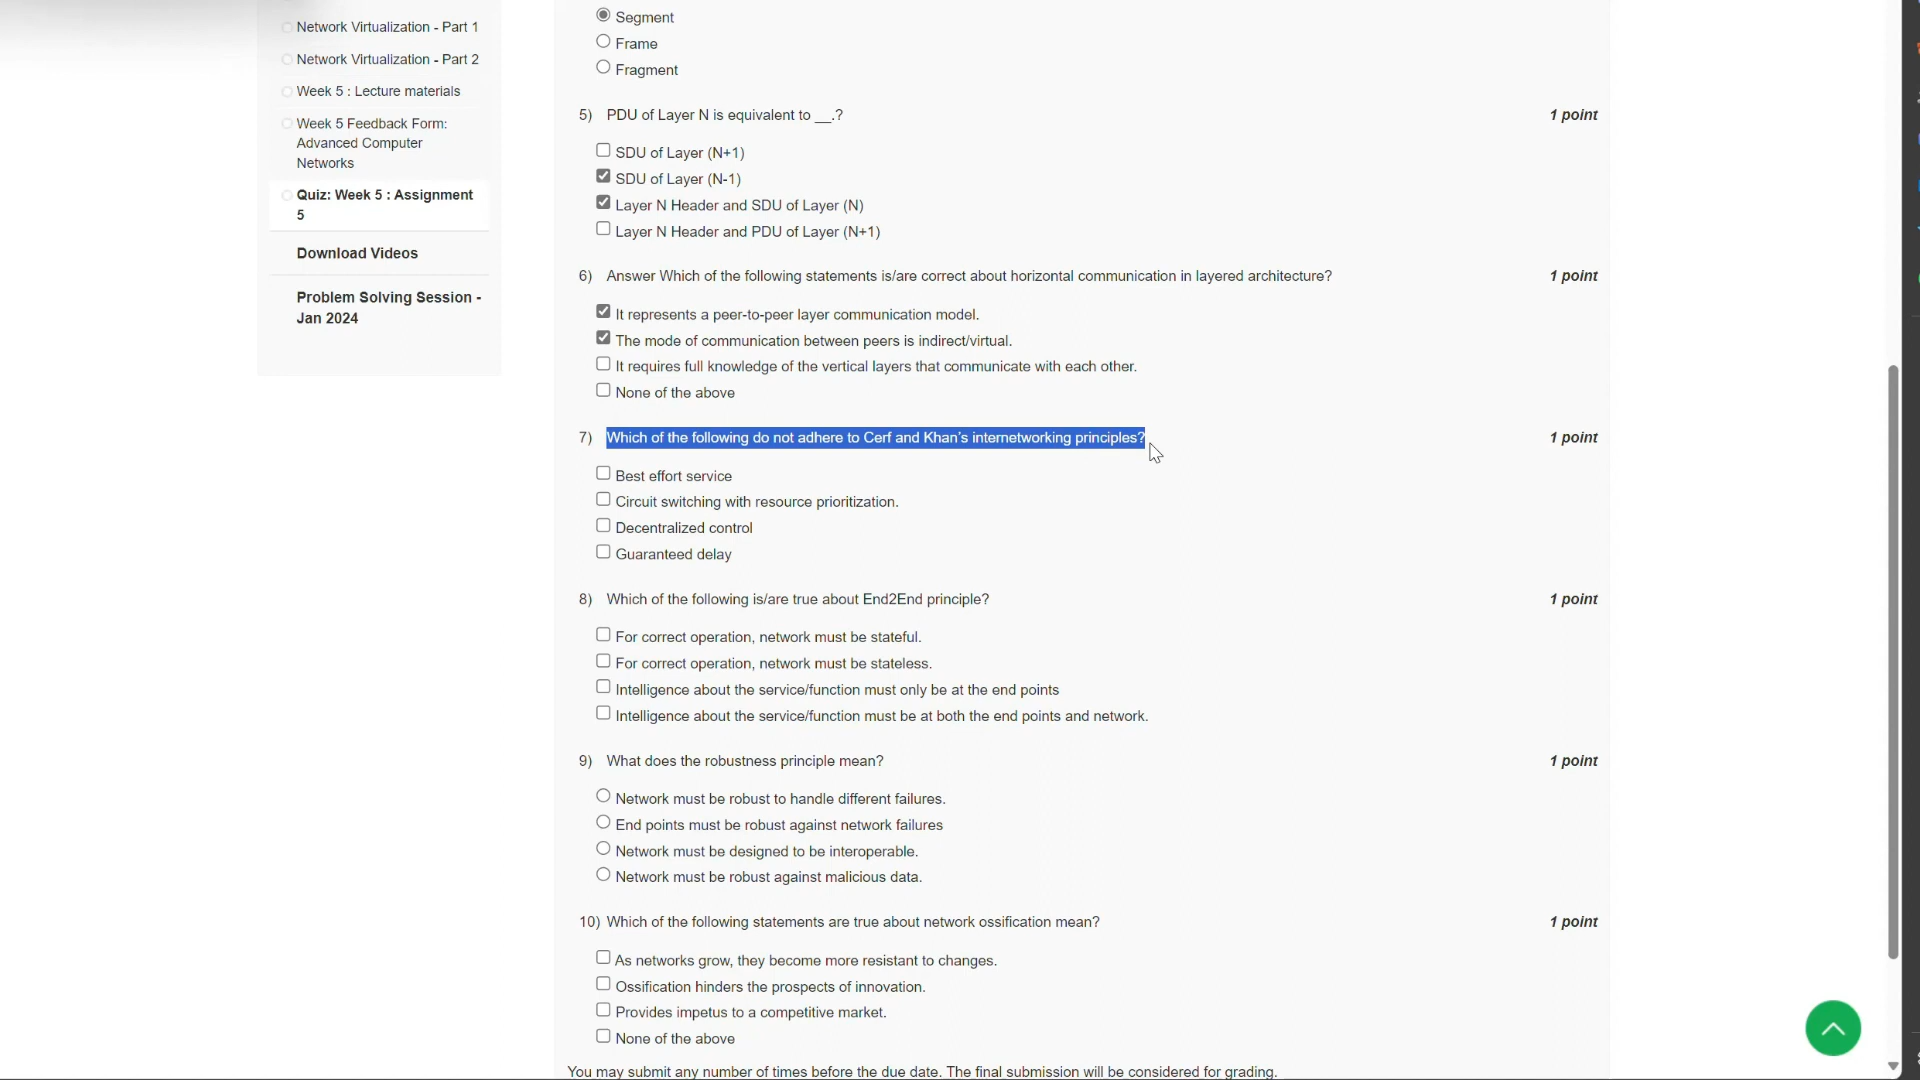 Network Virtualization - Part 1
Network Virtualization - Part 2
Week 5 : Lecture materials
Week 5 Feedback Form:
Advanced Computer
Networks
Quiz: Week 5 : Assignment
5
Download Videos
Problem Solving Session -
Jan 2024
Segment
Frame
Fragment
5) PDU of Layer N is equivalent to __.? 1 point
SDU of Layer (N+1)
SDU of Layer (N-1)
Layer N Header and SDU of Layer (N)
Layer N Header and PDU of Layer (N+1)
6) Answer Which of the following statements is/are correct about horizontal communication in layered architecture? 1 point
It represents a peer-to-peer layer communication model.
The mode of communication between peers is indirect/virtual.
It requires full knowledge of the vertical layers that communicate with each other.
None of the above
7) Which of the following do not adhere to Cerf and Khan’s internetworking principles? 1 point
Best effort service
Circuit switching with resource prioritization.
Decentralized control
Guaranteed delay
8) Which of the following is/are true about End2End principle? 1 point
For correct operation, network must be stateful.
For correct operation, network must be stateless.
Intelligence about the service/function must only be at the end points
Intelligence about the service/function must be at both the end points and network.
9) What does the robustness principle mean? 1 point
Network must be robust to handle different failures.
End points must be robust against network failures
Network must be designed to be interoperable.
Network must be robust against malicious data.
10) Which of the following statements are true about network ossification mean? 1 point
As networks grow, they become more resistant to changes.
Ossification hinders the prospects of innovation.
Provides impetus to a competitive market.
None of the above
You may submit any number of times before the due date. The final submission will be considered for grading.